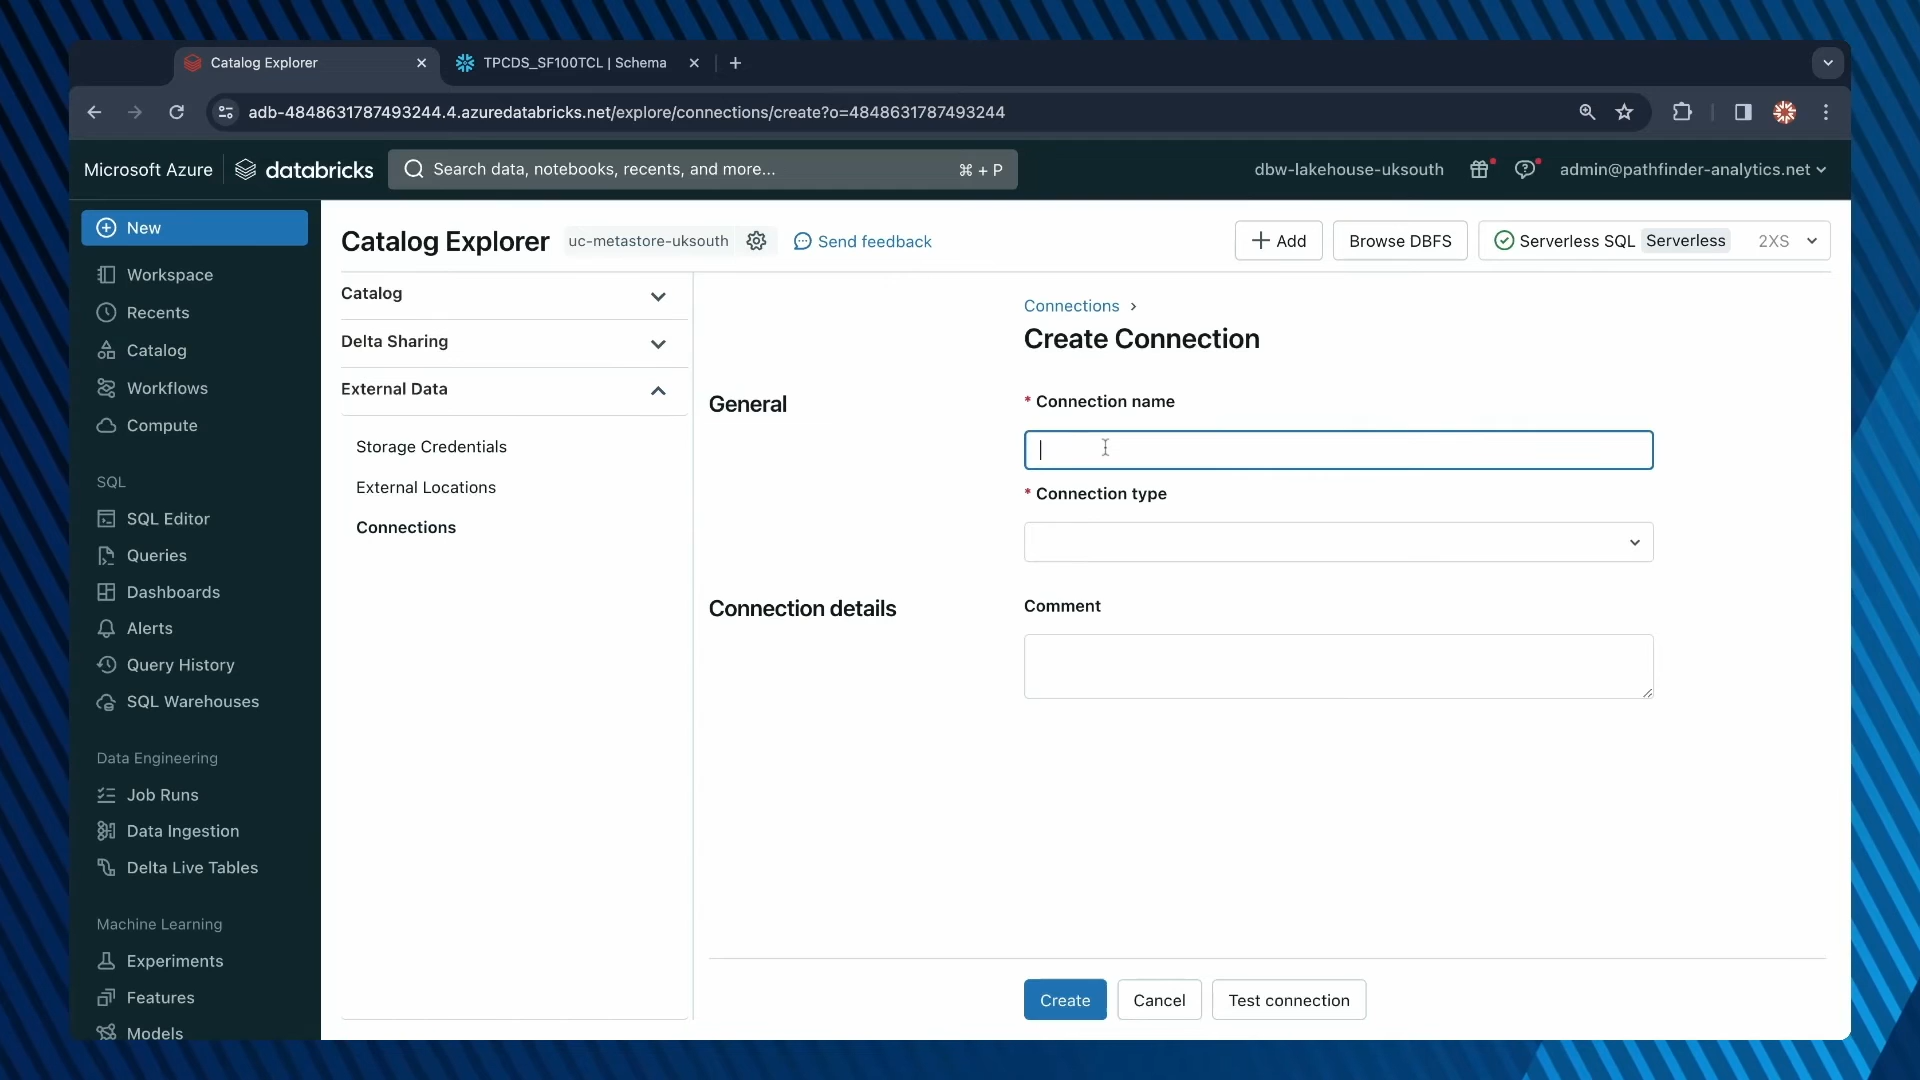 Catalog Explorer
TPCDS_SF100TCL | Schema
adb-4848631787493244.4.azuredatabricks.net/explore/connections/create?o=4848631787493244
Microsoft Azure
databricks
Search data, notebooks, recents, and more...
⌘ + P
dbw-lakehouse-uksouth
admin@pathfinder-analytics.net
New
Workspace
Recents
Catalog
Workflows
Compute
SQL
SQL Editor
Queries
Dashboards
Alerts
Query History
SQL Warehouses
Data Engineering
Job Runs
Data Ingestion
Delta Live Tables
Machine Learning
Experiments
Features
Models
Catalog Explorer
uc-metastore-uksouth
Send feedback
+ Add
Browse DBFS
Serverless SQL Serverless 2XS
Catalog
Delta Sharing
External Data
Storage Credentials
External Locations
Connections
Connections ›
Create Connection
General
* Connection name
* Connection type
Connection details
Comment
Create
Cancel
Test connection